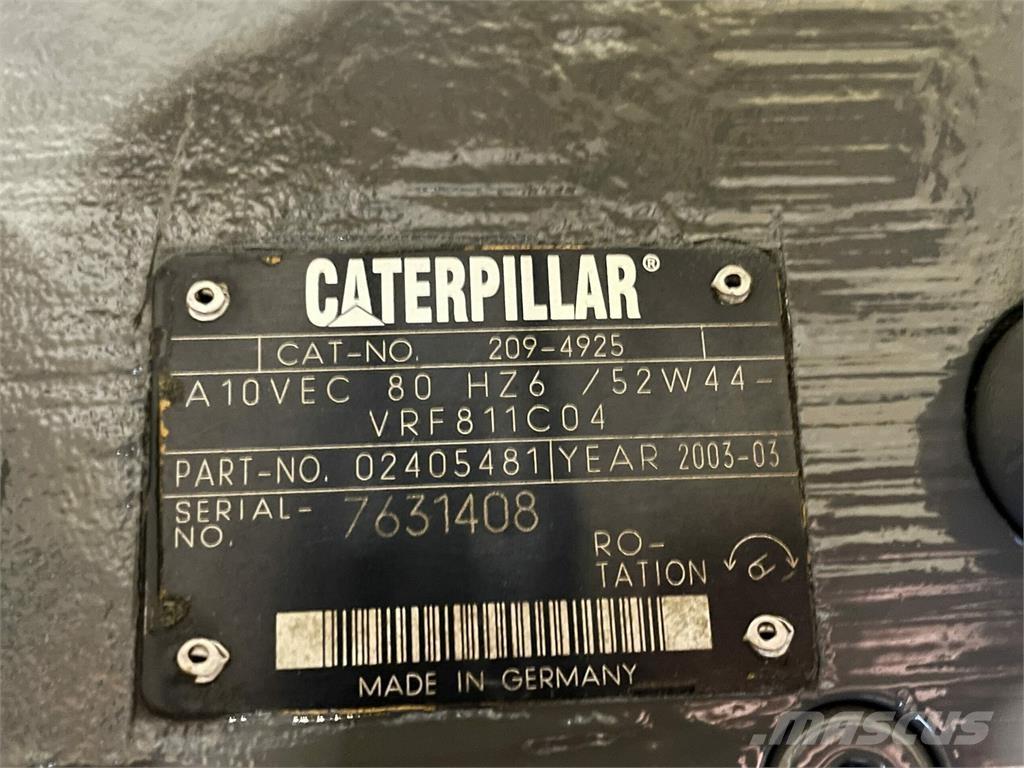 CATERPILLAR®
CAT-NO. 209-4925
A10VEC 80 HZ6 /52W44-
VRF811C04
PART-NO. 02405481 YEAR 2003-03
SERIAL-
NO. 7631408
RO-
TATION
MADE IN GERMANY
MASCUS